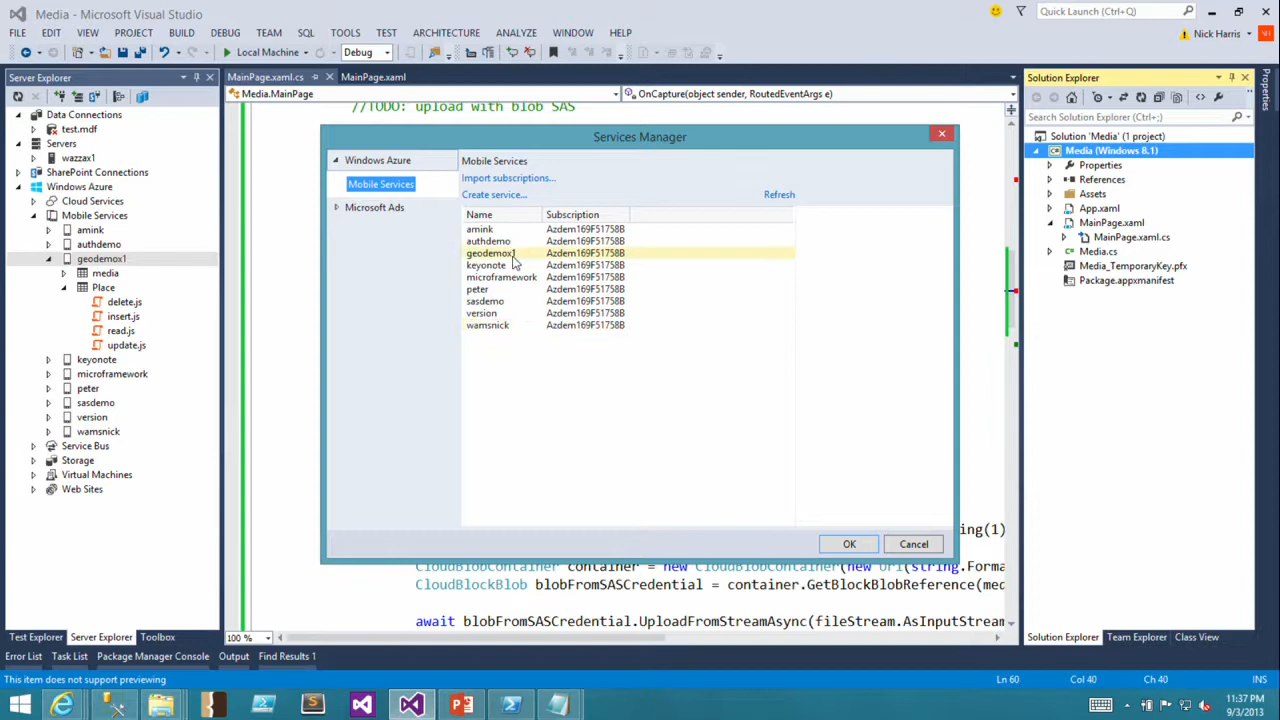 Media - Microsoft Visual Studio
Quick Launch (Ctrl+Q)
FILE EDIT VIEW PROJECT BUILD DEBUG TEAM SQL TOOLS TEST ARCHITECTURE ANALYZE WINDOW HELP
Nick Harris
NH
Local Machine
Debug
Server Explorer
Data Connections
test.mdf
Servers
wazzax1
SharePoint Connections
Windows Azure
Cloud Services
Mobile Services
amink
authdemo
geodemox1
media
Place
delete.js
insert.js
read.js
update.js
keyonote
microframework
peter
sasdemo
version
wamsnick
Service Bus
Storage
Virtual Machines
Web Sites
Test Explorer Server Explorer Toolbox
MainPage.xaml.cs MainPage.xaml
Media.MainPage OnCapture(object sender, RoutedEventArgs e)
//TODO: upload with blob SAS
Services Manager
Windows Azure
Mobile Services
Microsoft Ads
Mobile Services
Import subscriptions...
Create service... Refresh
Name Subscription
amink Azdem169F51758B
authdemo Azdem169F51758B
geodemox1 Azdem169F51758B
keyonote Azdem169F51758B
microframework Azdem169F51758B
peter Azdem169F51758B
sasdemo Azdem169F51758B
version Azdem169F51758B
wamsnick Azdem169F51758B
OK Cancel
ing(1)
CloudBlobContainer container = new CloudBlobContainer(new Uri(string.Forma
CloudBlockBlob blobFromSASCredential = container.GetBlockBlobReference(med
await blobFromSASCredential.UploadFromStreamAsync(fileStream.AsInputStream
100 %
Solution Explorer
Search Solution Explorer (Ctrl+;)
Solution 'Media' (1 project)
Media (Windows 8.1)
Properties
References
Assets
App.xaml
MainPage.xaml
MainPage.xaml.cs
Media.cs
Media_TemporaryKey.pfx
Package.appxmanifest
Solution Explorer Team Explorer Class View
Properties
Error List Task List Package Manager Console Output Find Results 1
This item does not support previewing
Ln 60 Col 40 Ch 40 INS
11:37 PM
9/3/2013